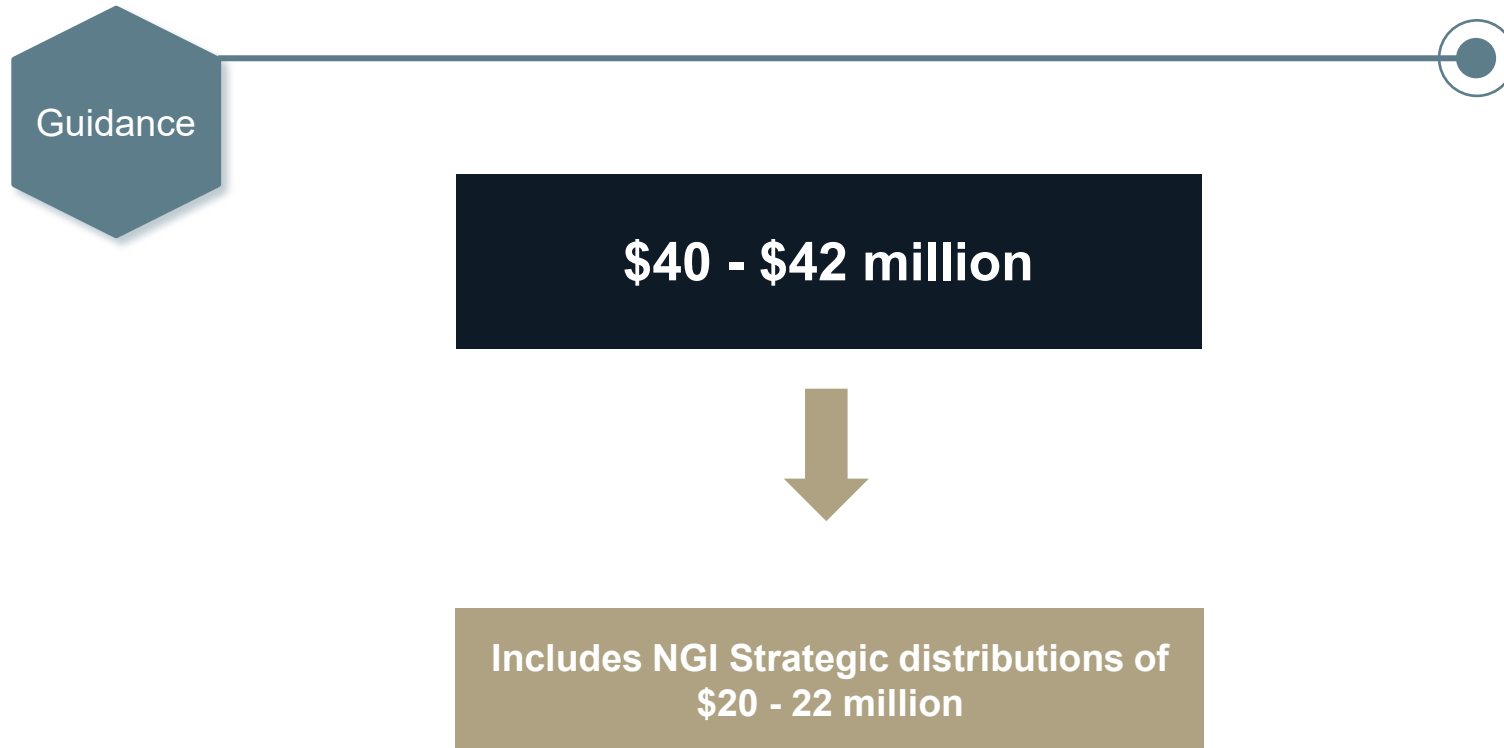 Guidance
$40 - $42 million
Includes NGI Strategic distributions of
$20 - 22 million